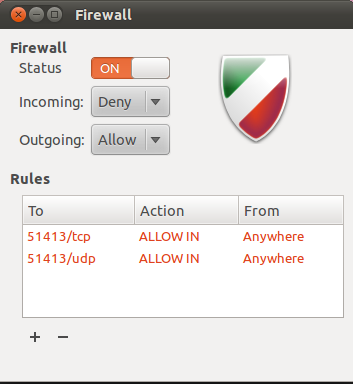 Firewall
Firewall
Status ON
Incoming: Deny
Outgoing: Allow
Rules
To Action From
51413/tcp ALLOW IN Anywhere
51413/udp ALLOW IN Anywhere